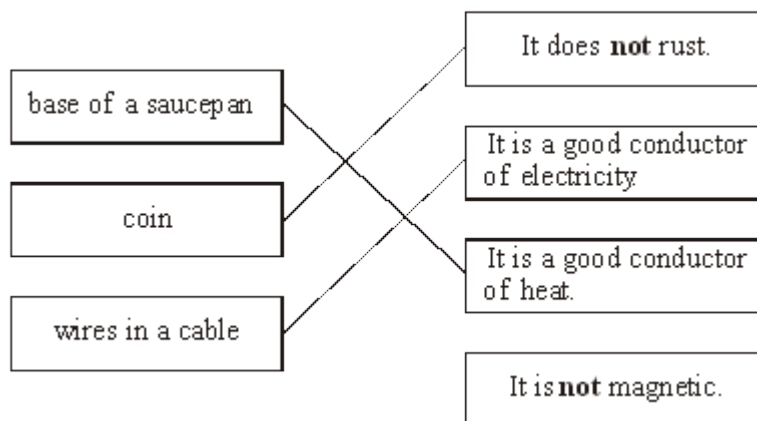 base of a saucepan
coin
wires in a cable
It does not rust.
It is a good conductor
of electricity.
It is a good conductor
of heat.
It is not magnetic.